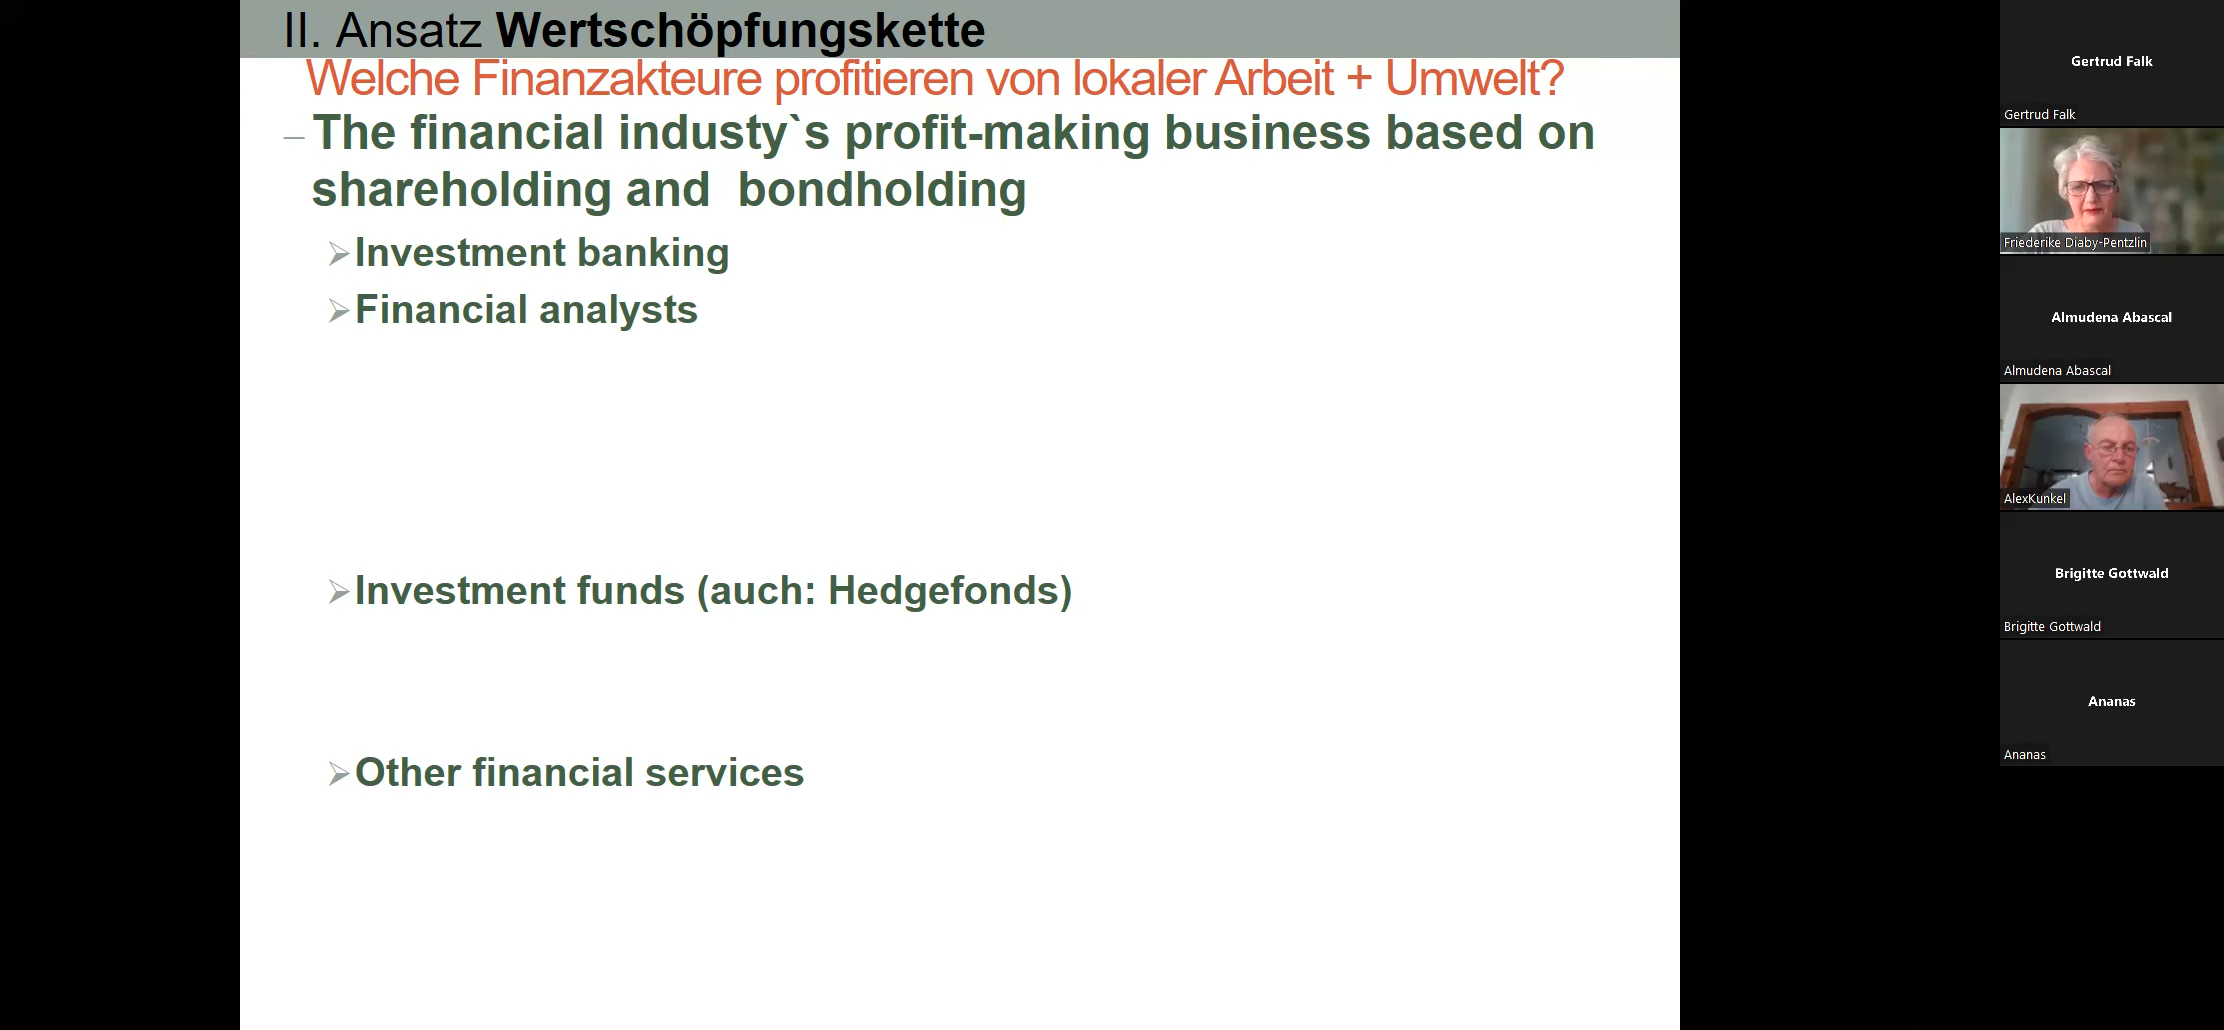 II. Ansatz Wertschöpfungskette
Welche Finanzakteure profitieren von lokaler Arbeit + Umwelt?
– The financial industy`s profit-making business based on
shareholding and bondholding
➢Investment banking
➢Financial analysts
➢Investment funds (auch: Hedgefonds)
➢Other financial services
Gertrud Falk
Gertrud Falk
Friederike Diaby-Pentzlin
Almudena Abascal
Almudena Abascal
AlexKunkel
Brigitte Gottwald
Brigitte Gottwald
Ananas
Ananas